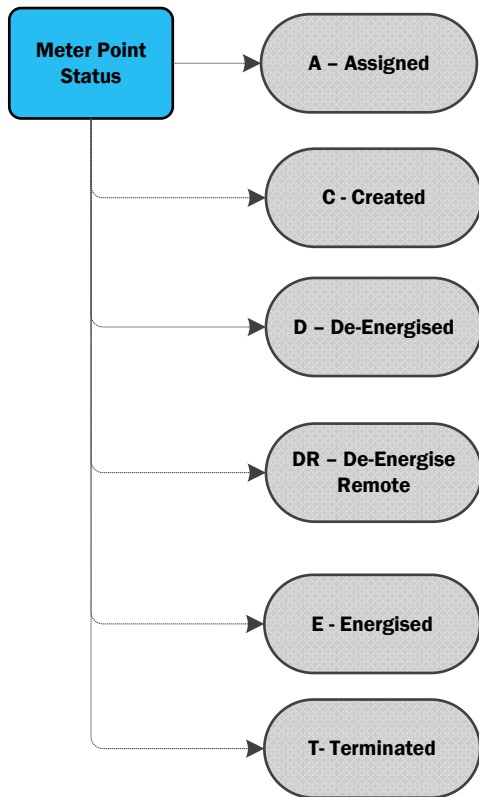 Meter Point
Status
A – Assigned
C - Created
D – De-Energised
DR – De-Energise
Remote
E - Energised
T- Terminated